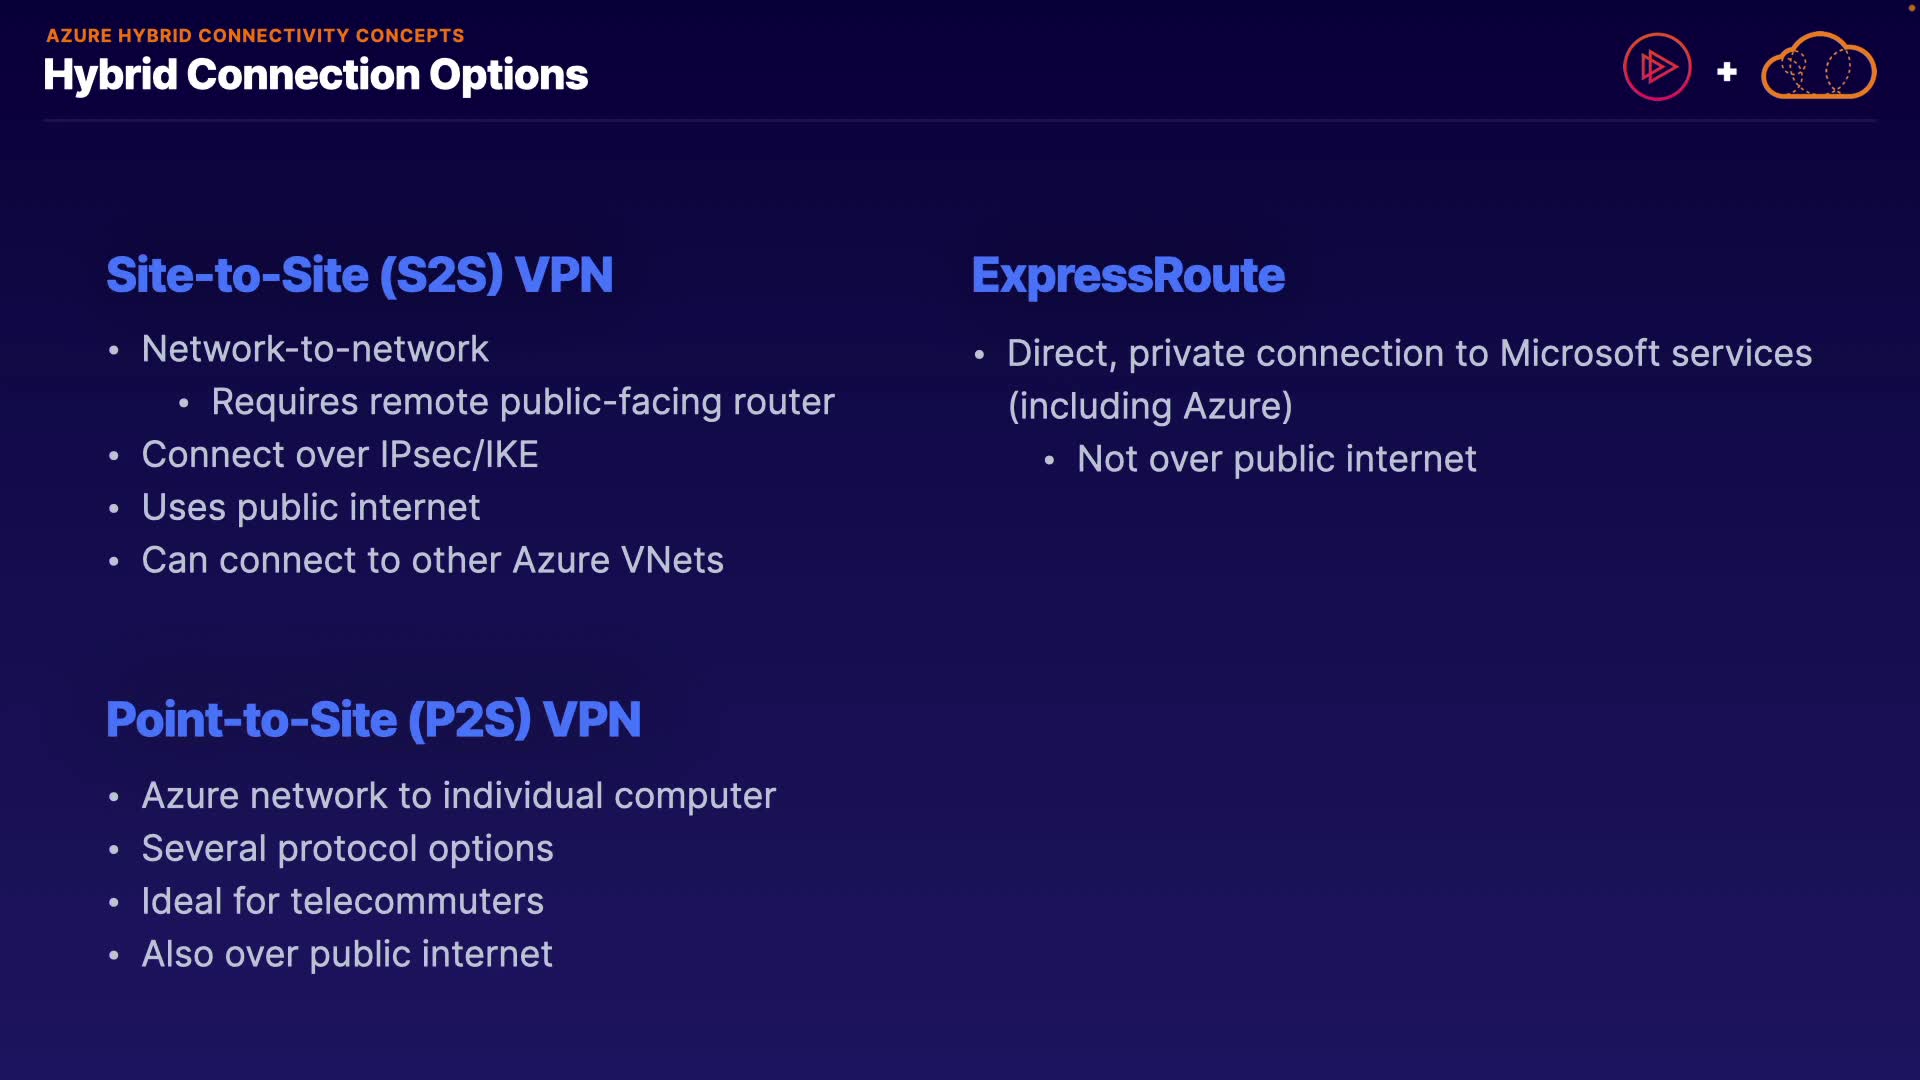 AZURE HYBRID CONNECTIVITY CONCEPTS
Hybrid Connection Options
Site-to-Site (S2S) VPN
• Network-to-network
• Requires remote public-facing router
• Connect over IPsec/IKE
• Uses public internet
• Can connect to other Azure VNets
Point-to-Site (P2S) VPN
• Azure network to individual computer
• Several protocol options
• Ideal for telecommuters
• Also over public internet
ExpressRoute
• Direct, private connection to Microsoft services
(including Azure)
• Not over public internet